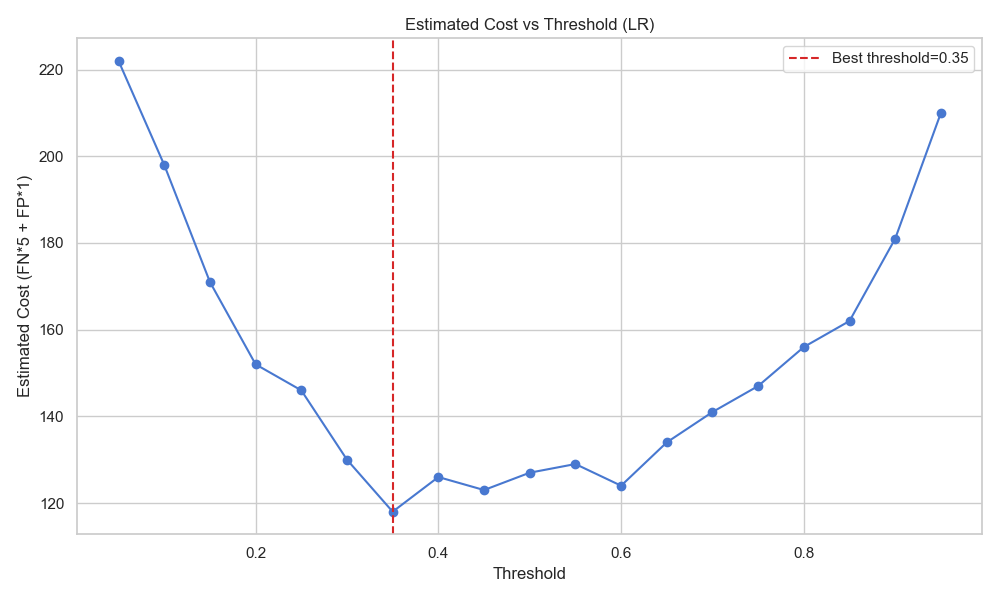 Estimated Cost vs Threshold (LR)
Best threshold=0.35
Estimated Cost (FN*5 + FP*1)
220
200
180
160
140
120
0.2
0.4
0.6
0.8
Threshold